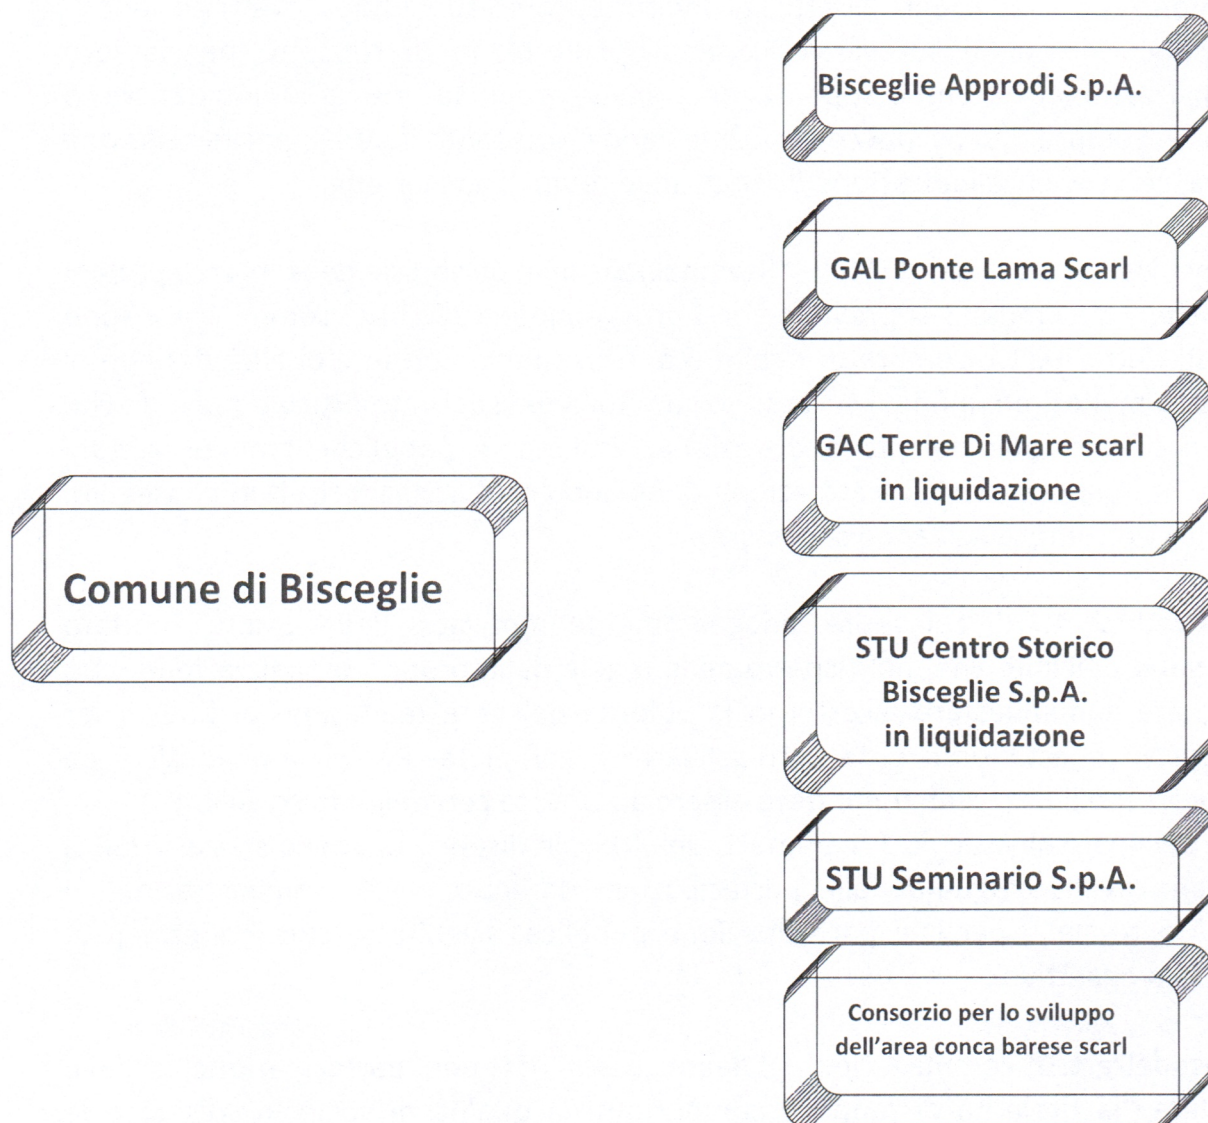 Bisceglie Approdi S.p.A.
GAL Ponte Lama Scarl
GAC Terre Di Mare scarl
in liquidazione
Comune di Bisceglie
STU Centro Storico
Bisceglie S.p.A.
in liquidazione
STU Seminario S.p.A.
Consorzio per lo sviluppo
dell'area conca barese scarl